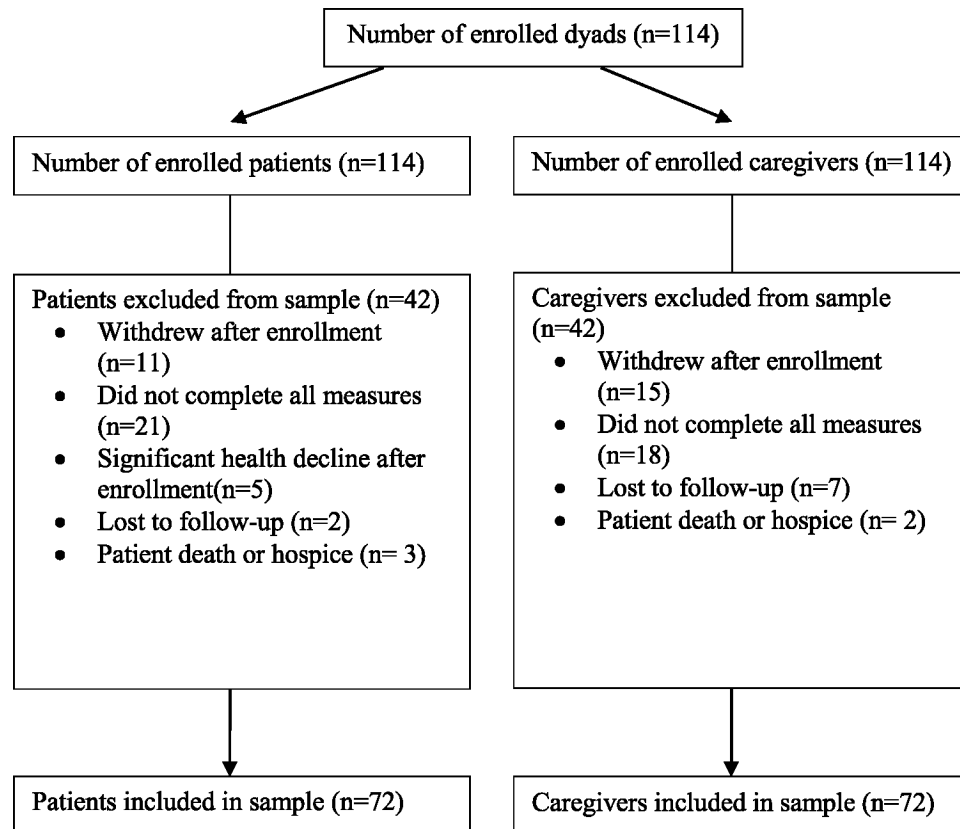 Number of enrolled dyads (n=114)
Number of enrolled patients (n=114)
Number of enrolled caregivers (n=114)
Patients excluded from sample (n=42)
• Withdrew after enrollment
(n=11)
• Did not complete all measures
(n=21)
• Significant health decline after
enrollment(n=5)
• Lost to follow-up (n=2)
• Patient death or hospice (n= 3)
Caregivers excluded from sample
(n=42)
• Withdrew after enrollment
(n=15)
• Did not complete all measures
(n=18)
• Lost to follow-up (n=7)
• Patient death or hospice (n= 2)
Patients included in sample (n=72)
Caregivers included in sample (n=72)